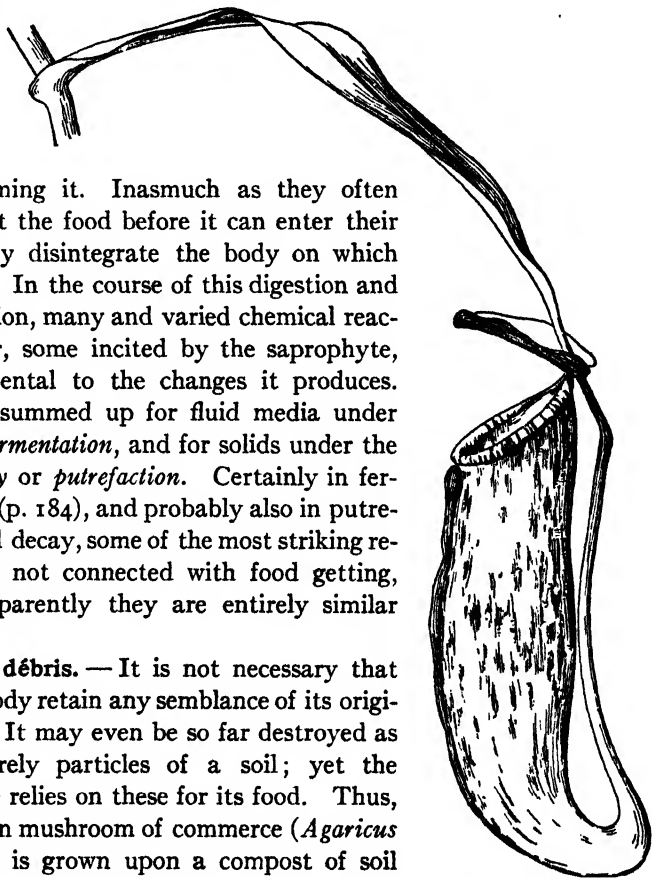 ning it. Inasmuch as they often
t the food before it can enter their
y disintegrate the body on which
In the course of this digestion and
ion, many and varied chemical reac-
, some incited by the saprophyte,
ental to the changes it produces.
summed up for fluid media under
rmentation, and for solids under the
y or putrefaction. Certainly in fer-
(p. 184), and probably also in putre-
l decay, some of the most striking re-
not connected with food getting,
parently they are entirely similar
débris. — It is not necessary that
ody retain any semblance of its origi-
It may even be so far destroyed as
rely particles of a soil; yet the
relies on these for its food. Thus,
n mushroom of commerce (Agaricus
is grown upon a compost of soil